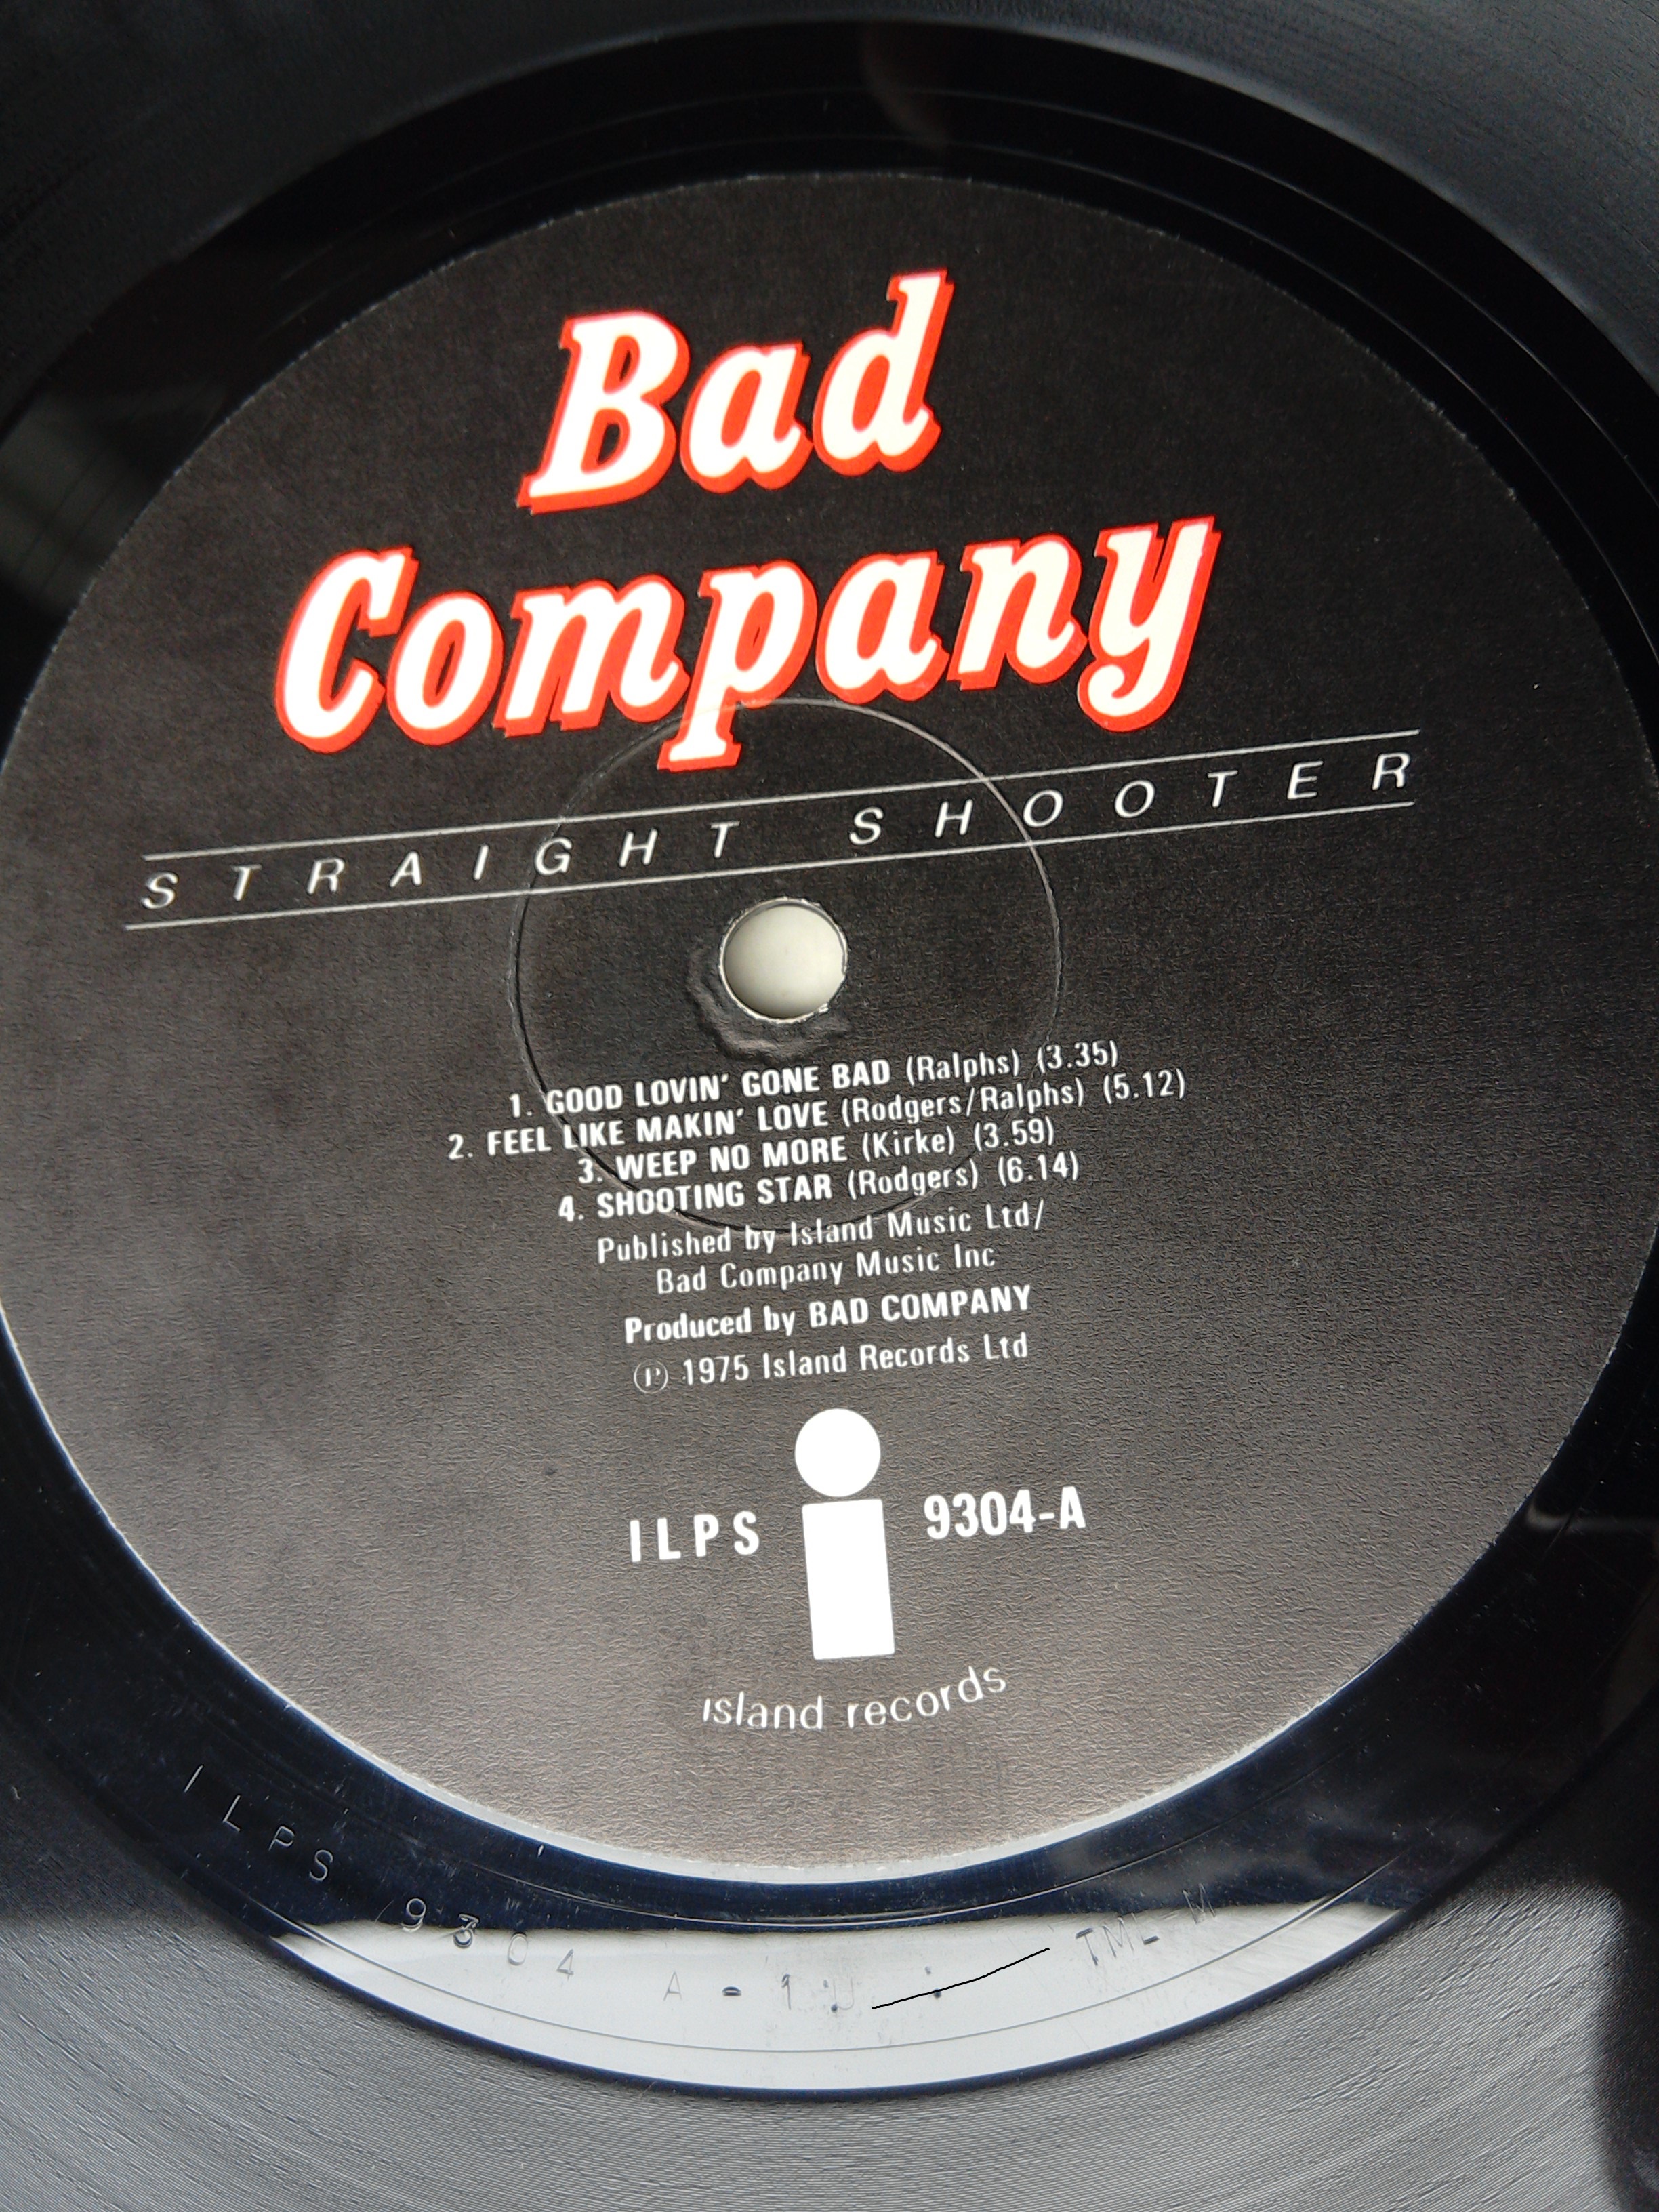 Bad
Company
STRAIGHT SHOOTER
1. GOOD LOVIN' GONE BAD (Ralphs) (3.35)
2. FEEL LIKE MAKIN' LOVE (Rodgers/Ralphs) (5.12)
3. WEEP NO MORE (Kirke) (3.59)
4. SHOOTING STAR (Rodgers) (6.14)
Published by Island Music Ltd/
Bad Company Music Inc
Produced by BAD COMPANY
Ⓟ 1975 Island Records Ltd
ILPS i 9304-A
island records
ILPS 9304 A-1U TML-M